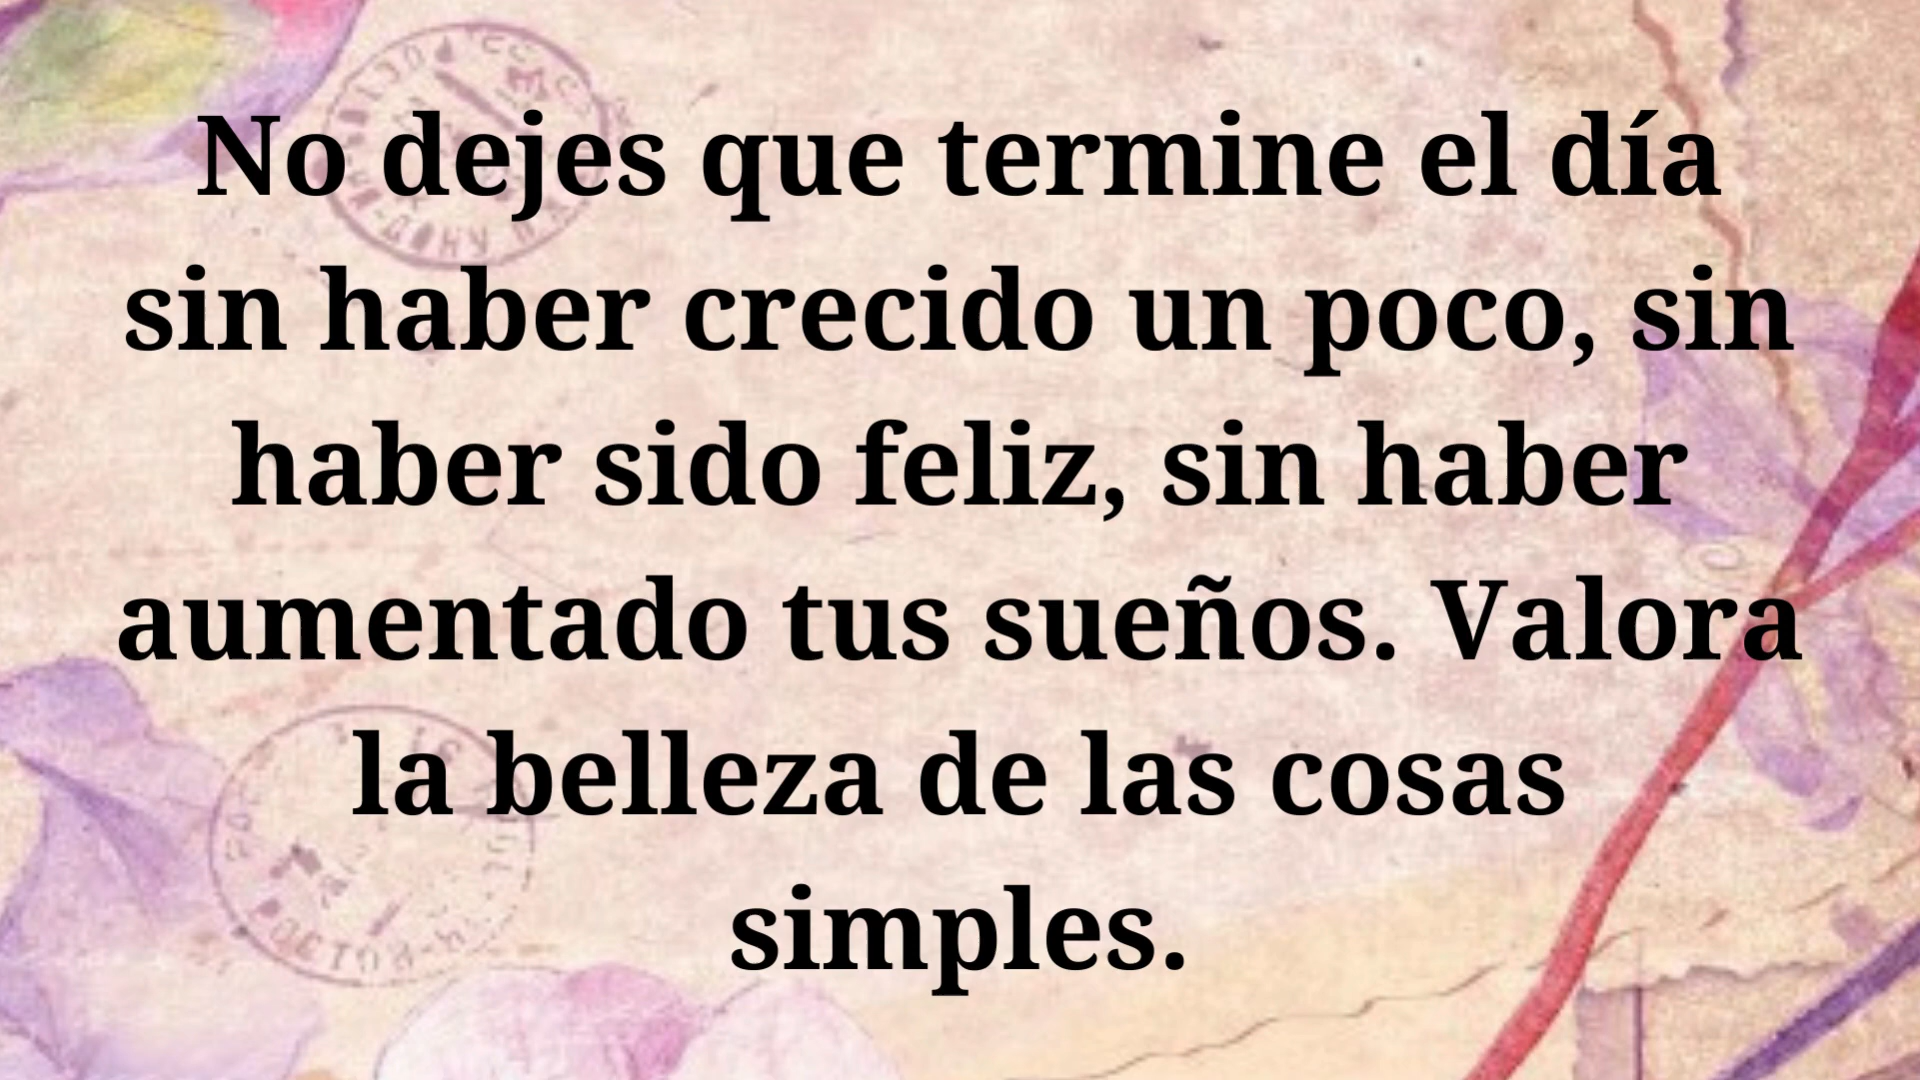 No dejes que termine el día
sin haber crecido un poco, sin
haber sido feliz, sin haber
aumentado tus sueños. Valora
la belleza de las cosas
simples.